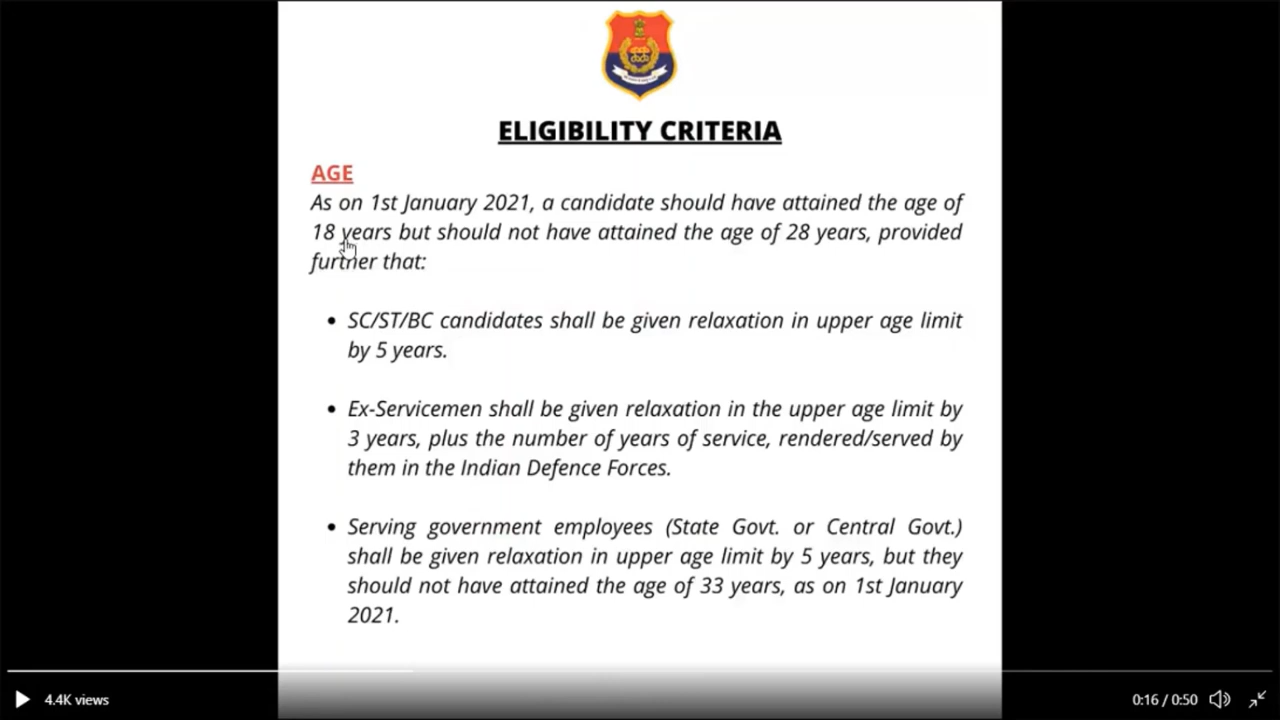 ELIGIBILITY CRITERIA
AGE
As on 1st January 2021, a candidate should have attained the age of
18 years but should not have attained the age of 28 years, provided
further that:
• SC/ST/BC candidates shall be given relaxation in upper age limit
by 5 years.
• Ex-Servicemen shall be given relaxation in the upper age limit by
3 years, plus the number of years of service, rendered/served by
them in the Indian Defence Forces.
• Serving government employees (State Govt. or Central Govt.)
shall be given relaxation in upper age limit by 5 years, but they
should not have attained the age of 33 years, as on 1st January
2021.
4.4K views
0:16 / 0:50